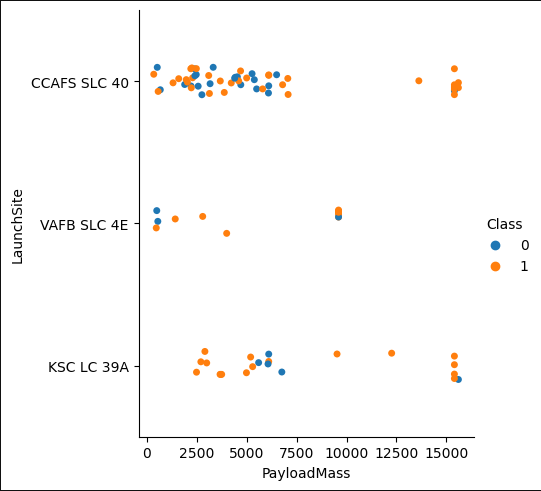 CCAFS SLC 40
VAFB SLC 4E
KSC LC 39A
LaunchSite
0 2500 5000 7500 10000 12500 15000
PayloadMass
Class
0
1